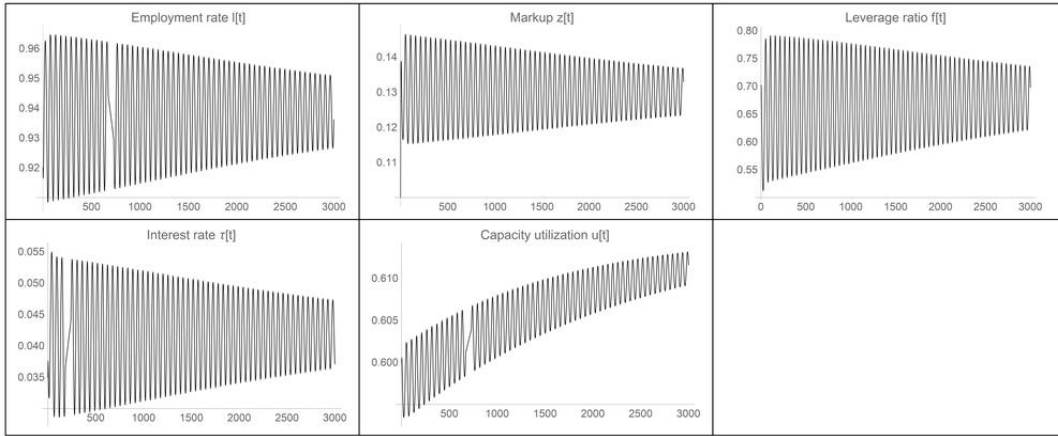 Employment rate l[t]
0.96
0.95
0.94
0.93
0.92
500 1000 1500 2000 2500 3000
Markup z[t]
0.14
0.13
0.12
0.11
500 1000 1500 2000 2500 3000
Leverage ratio f[t]
0.80
0.75
0.70
0.65
0.60
0.55
0 500 1000 1500 2000 2500 3000
Interest rate τ[t]
0.055
0.050
0.045
0.040
0.035
500 1000 1500 2000 2500 3000
Capacity utilization u[t]
0.610
0.605
0.600
500 1000 1500 2000 2500 3000